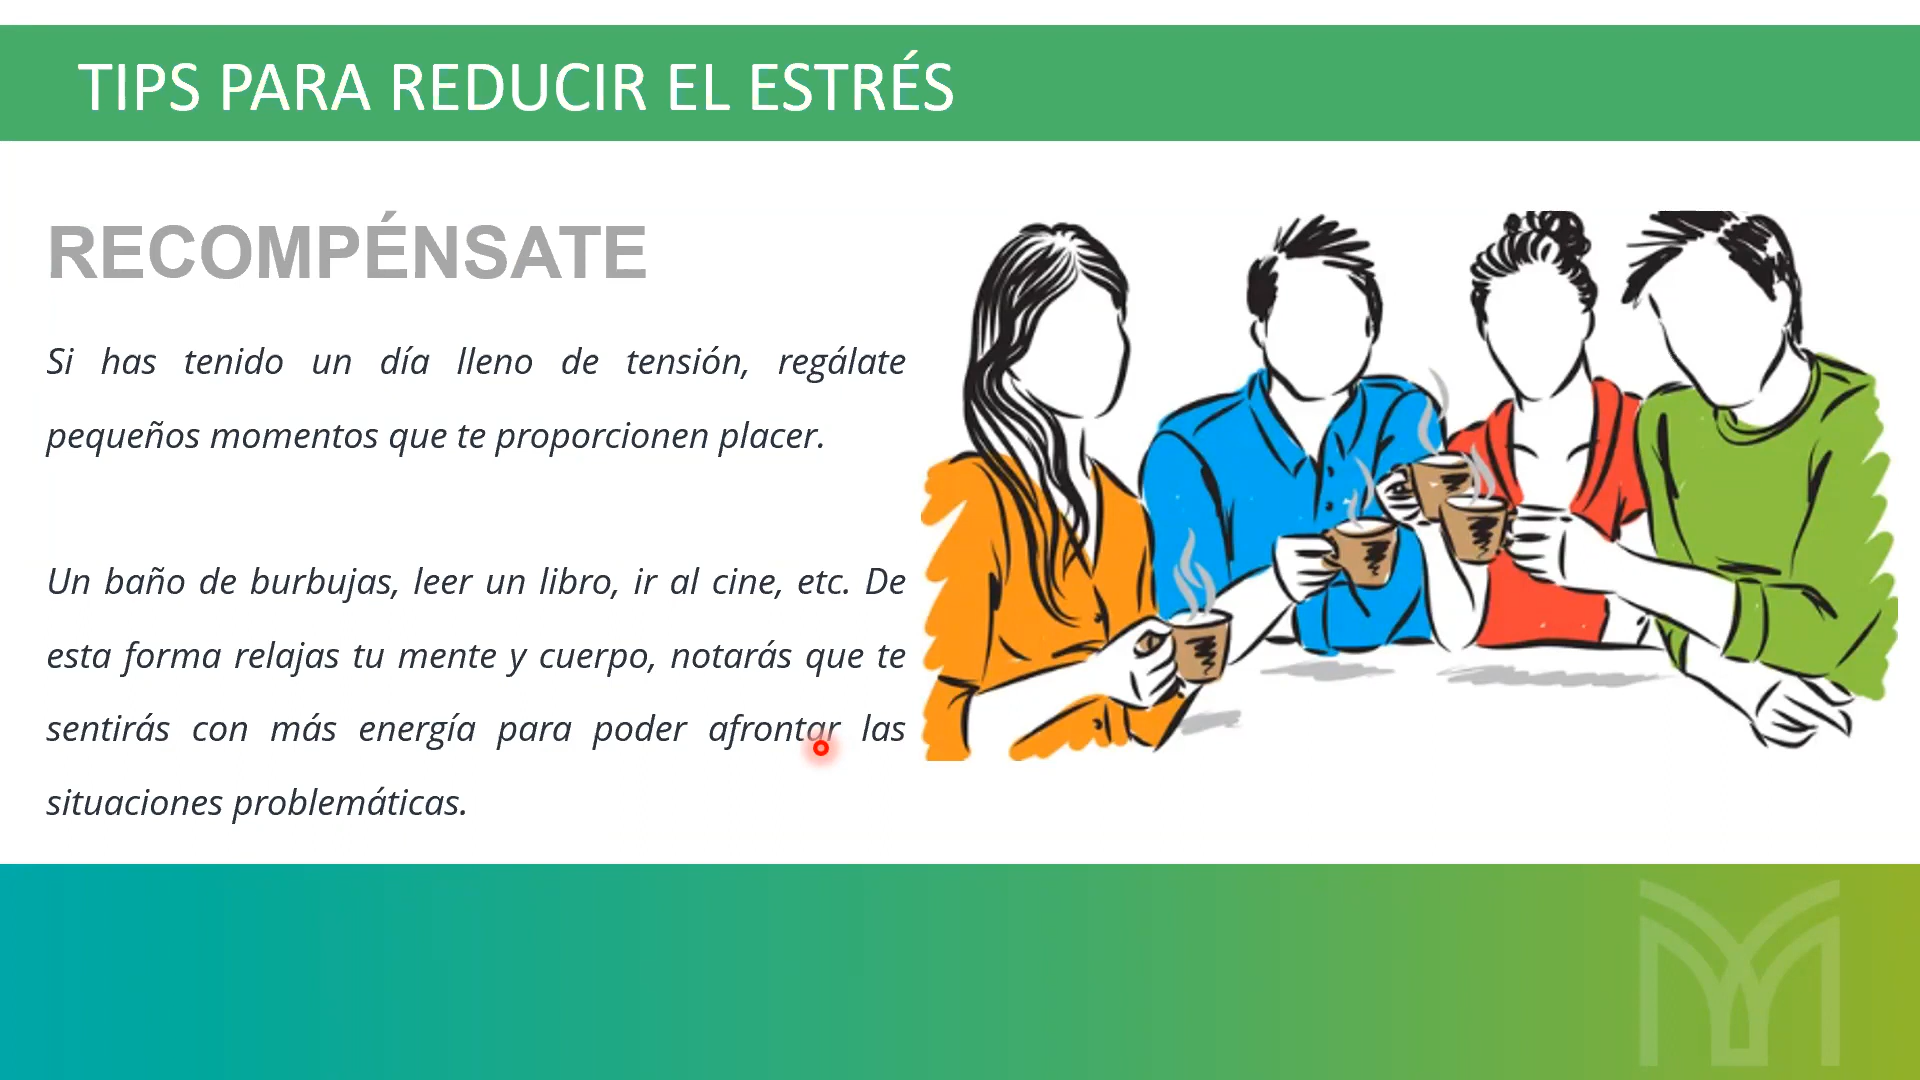 TIPS PARA REDUCIR EL ESTRÉS
RECOMPÉNSATE
Si has tenido un día lleno de tensión, regálate
pequeños momentos que te proporcionen placer.
Un baño de burbujas, leer un libro, ir al cine, etc. De
esta forma relajas tu mente y cuerpo, notarás que te
sentirás con más energía para poder afrontar las
situaciones problemáticas.